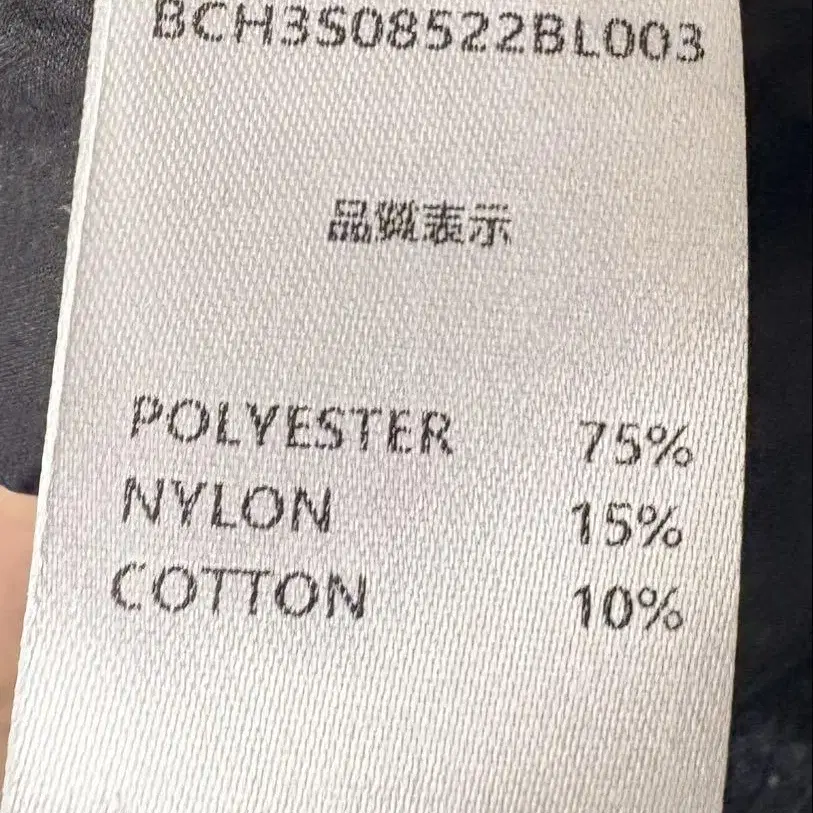 BCH3S08522BL003
品質表示
POLYESTER 75%
NYLON 15%
COTTON 10%